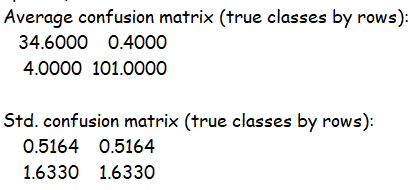 Average confusion matrix (true classes by rows):
34.6000 0.4000
4.0000 101.0000
Std. confusion matrix (true classes by rows):
0.5164 0.5164
1.6330 1.6330